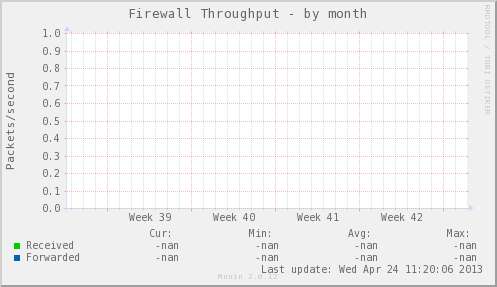 Firewall Throughput - by month
RRDTOOL / TOBI OETIKER
Packets/second
1.0
0.9
0.8
0.7
0.6
0.5
0.4
0.3
0.2
0.1
0.0
Week 39 Week 40 Week 41 Week 42
Cur: Min: Avg: Max:
Received -nan -nan -nan -nan
Forwarded -nan -nan -nan -nan
Last update: Wed Apr 24 11:20:06 2013
Munin 2.0.12